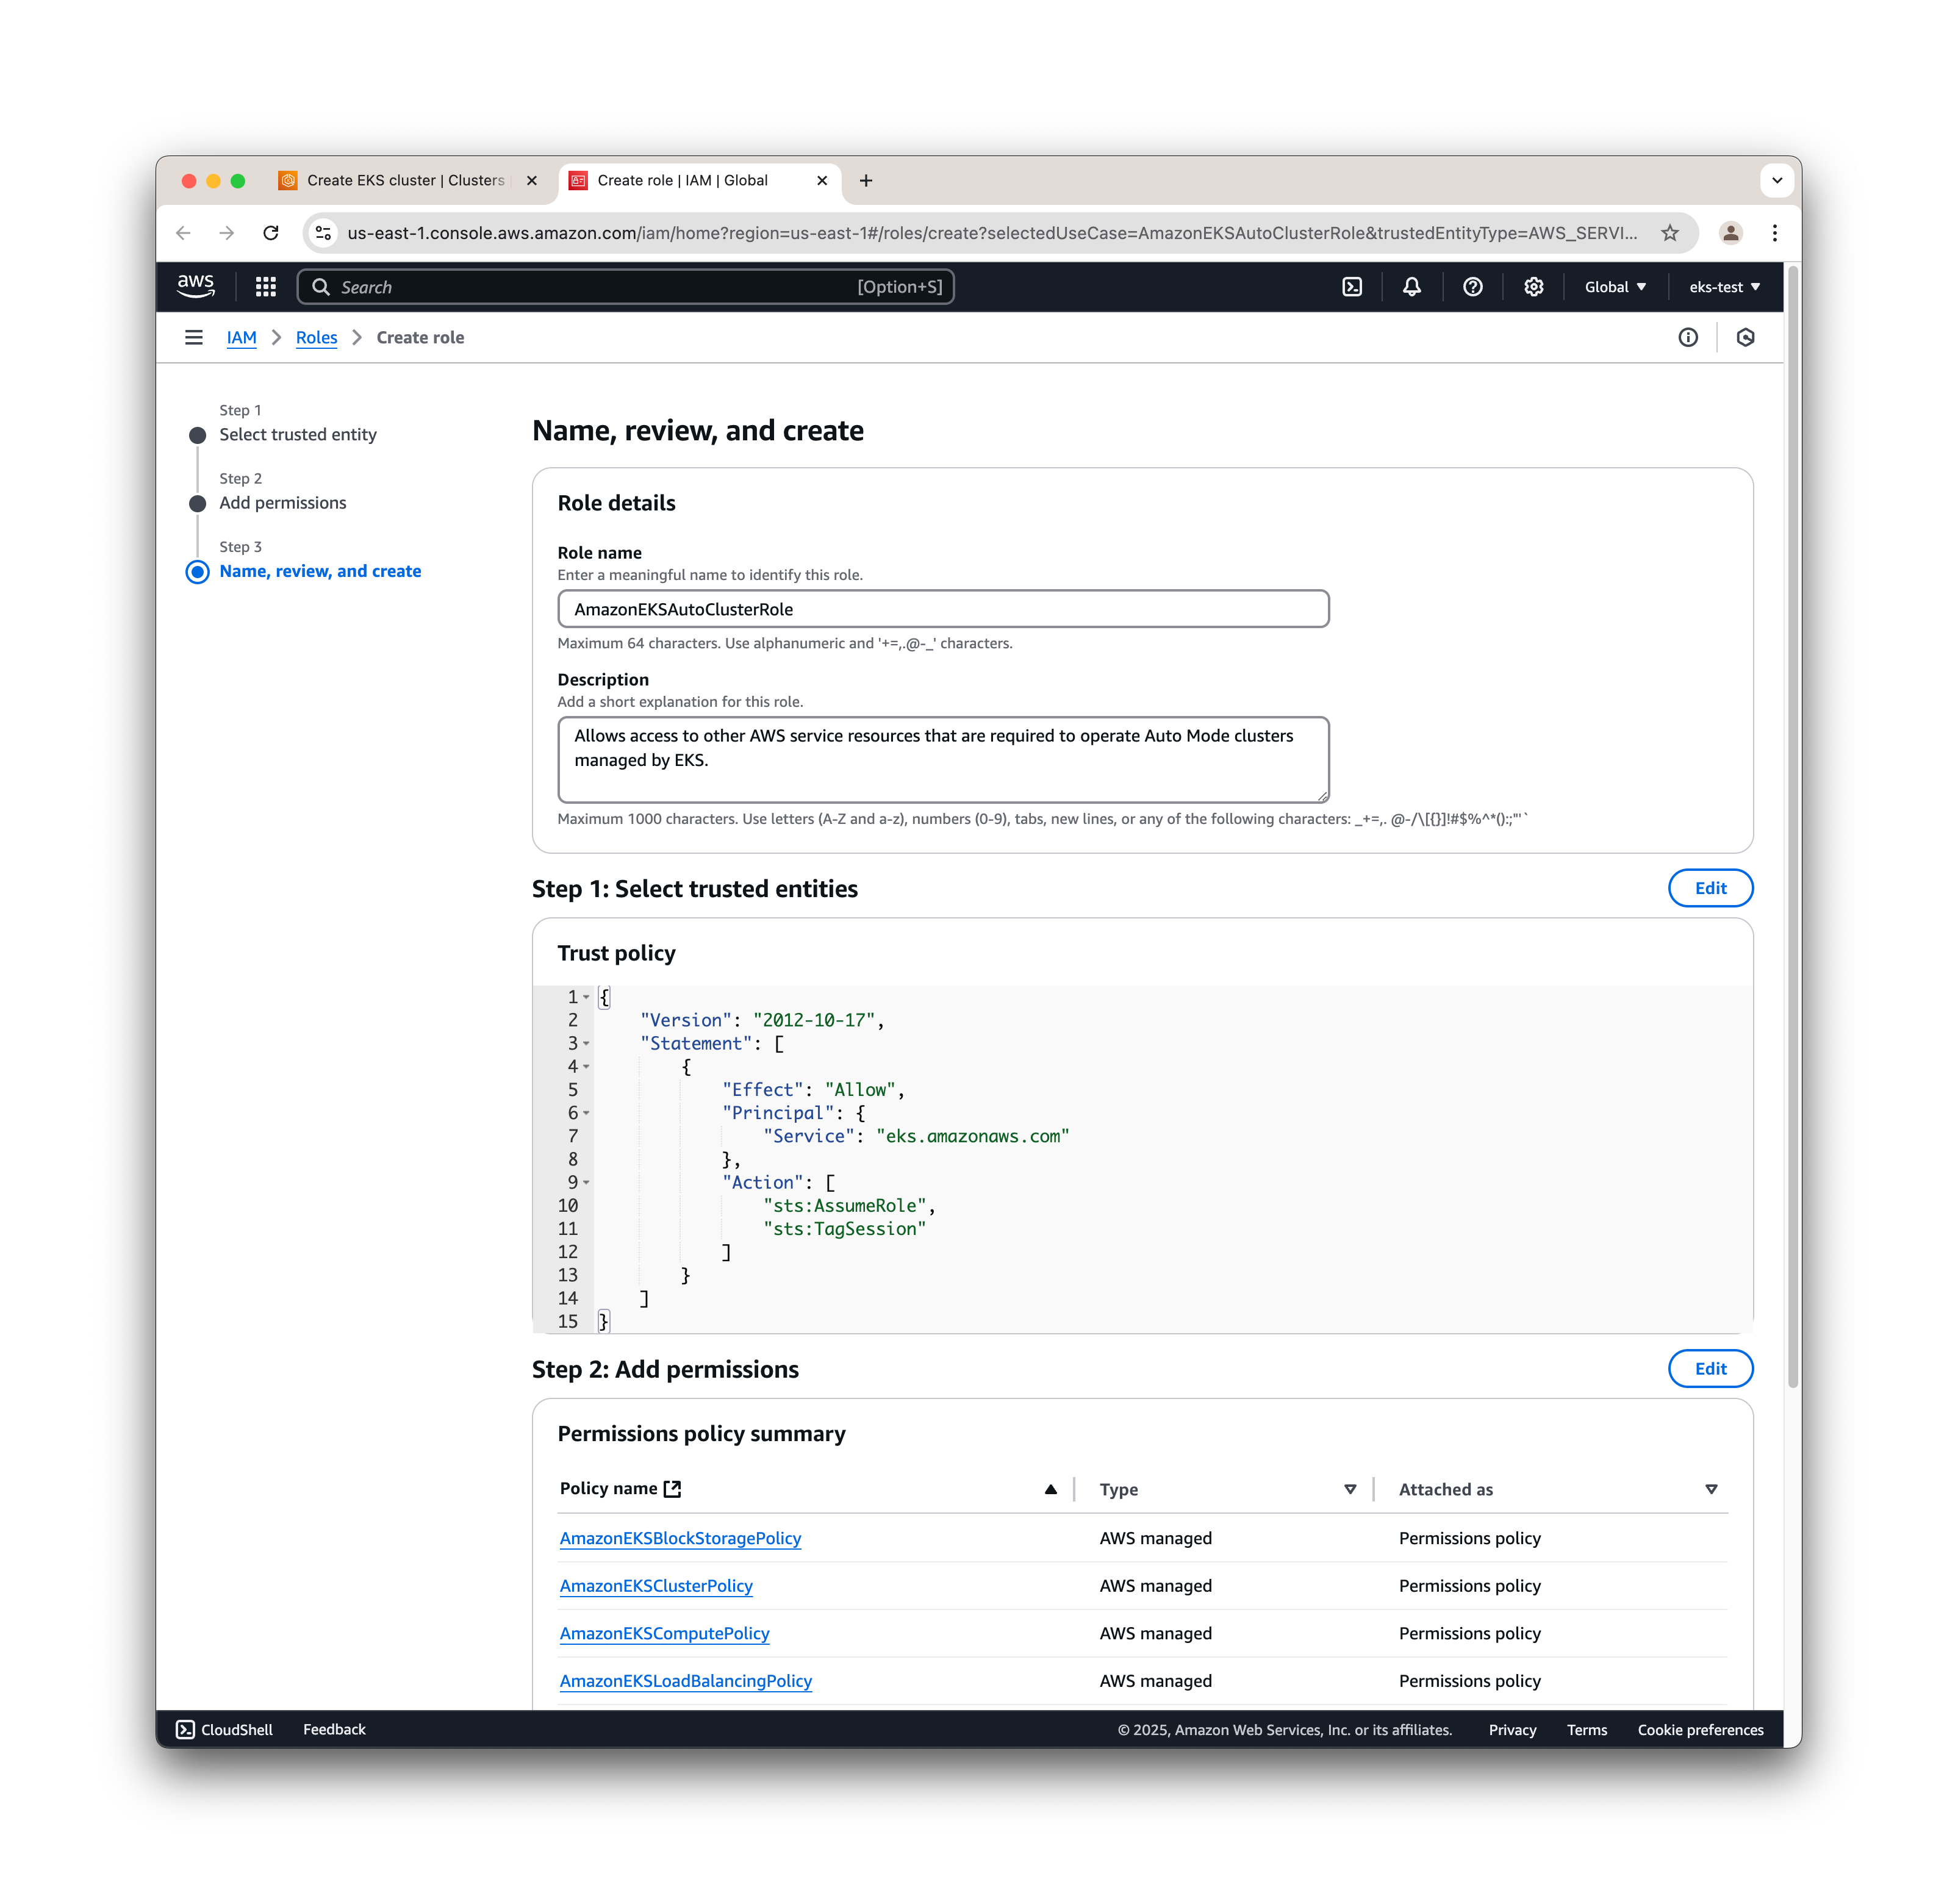 Create EKS cluster | Clusters
Create role | IAM | Global
us-east-1.console.aws.amazon.com/iam/home?region=us-east-1#/roles/create?selectedUseCase=AmazonEKSAutoClusterRole&trustedEntityType=AWS_SERVI...
aws
Search
[Option+S]
Global
eks-test
IAM
Roles
Create role
Step 1
Select trusted entity
Step 2
Add permissions
Step 3
Name, review, and create
Name, review, and create
Role details
Role name
Enter a meaningful name to identify this role.
AmazonEKSAutoClusterRole
Maximum 64 characters. Use alphanumeric and '+=,.@-_' characters.
Description
Add a short explanation for this role.
Allows access to other AWS service resources that are required to operate Auto Mode clusters
managed by EKS.
Maximum 1000 characters. Use letters (A-Z and a-z), numbers (0-9), tabs, new lines, or any of the following characters: _+=,. @-/\[{}]!#$%^*():;"'`
Step 1: Select trusted entities
Edit
Trust policy
1 {
2 "Version": "2012-10-17",
3 "Statement": [
4 {
5 "Effect": "Allow",
6 "Principal": {
7 "Service": "eks.amazonaws.com"
8 },
9 "Action": [
10 "sts:AssumeRole",
11 "sts:TagSession"
12 ]
13 }
14 ]
15 }
Step 2: Add permissions
Edit
Permissions policy summary
Policy name
Type
Attached as
AmazonEKSBlockStoragePolicy
AWS managed
Permissions policy
AmazonEKSClusterPolicy
AWS managed
Permissions policy
AmazonEKSComputePolicy
AWS managed
Permissions policy
AmazonEKSLoadBalancingPolicy
AWS managed
Permissions policy
CloudShell
Feedback
© 2025, Amazon Web Services, Inc. or its affiliates.
Privacy
Terms
Cookie preferences